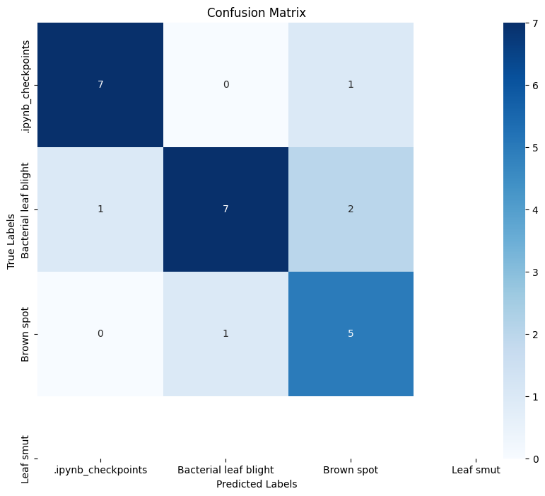 Confusion Matrix
True Labels
.ipynb_checkpoints
Bacterial leaf blight
Brown spot
Leaf smut
7 0 1
1 7 2
0 1 5
7
6
5
4
3
2
1
0
.ipynb_checkpoints Bacterial leaf blight Brown spot Leaf smut
Predicted Labels